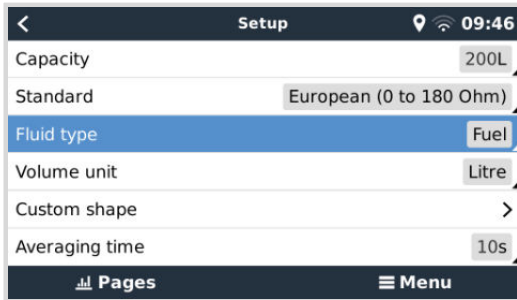 Setup 09:46
Capacity 200L
Standard European (0 to 180 Ohm)
Fluid type Fuel
Volume unit Litre
Custom shape
Averaging time 10s
Pages Menu